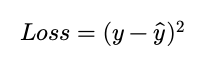 Loss = (y − ŷ)²